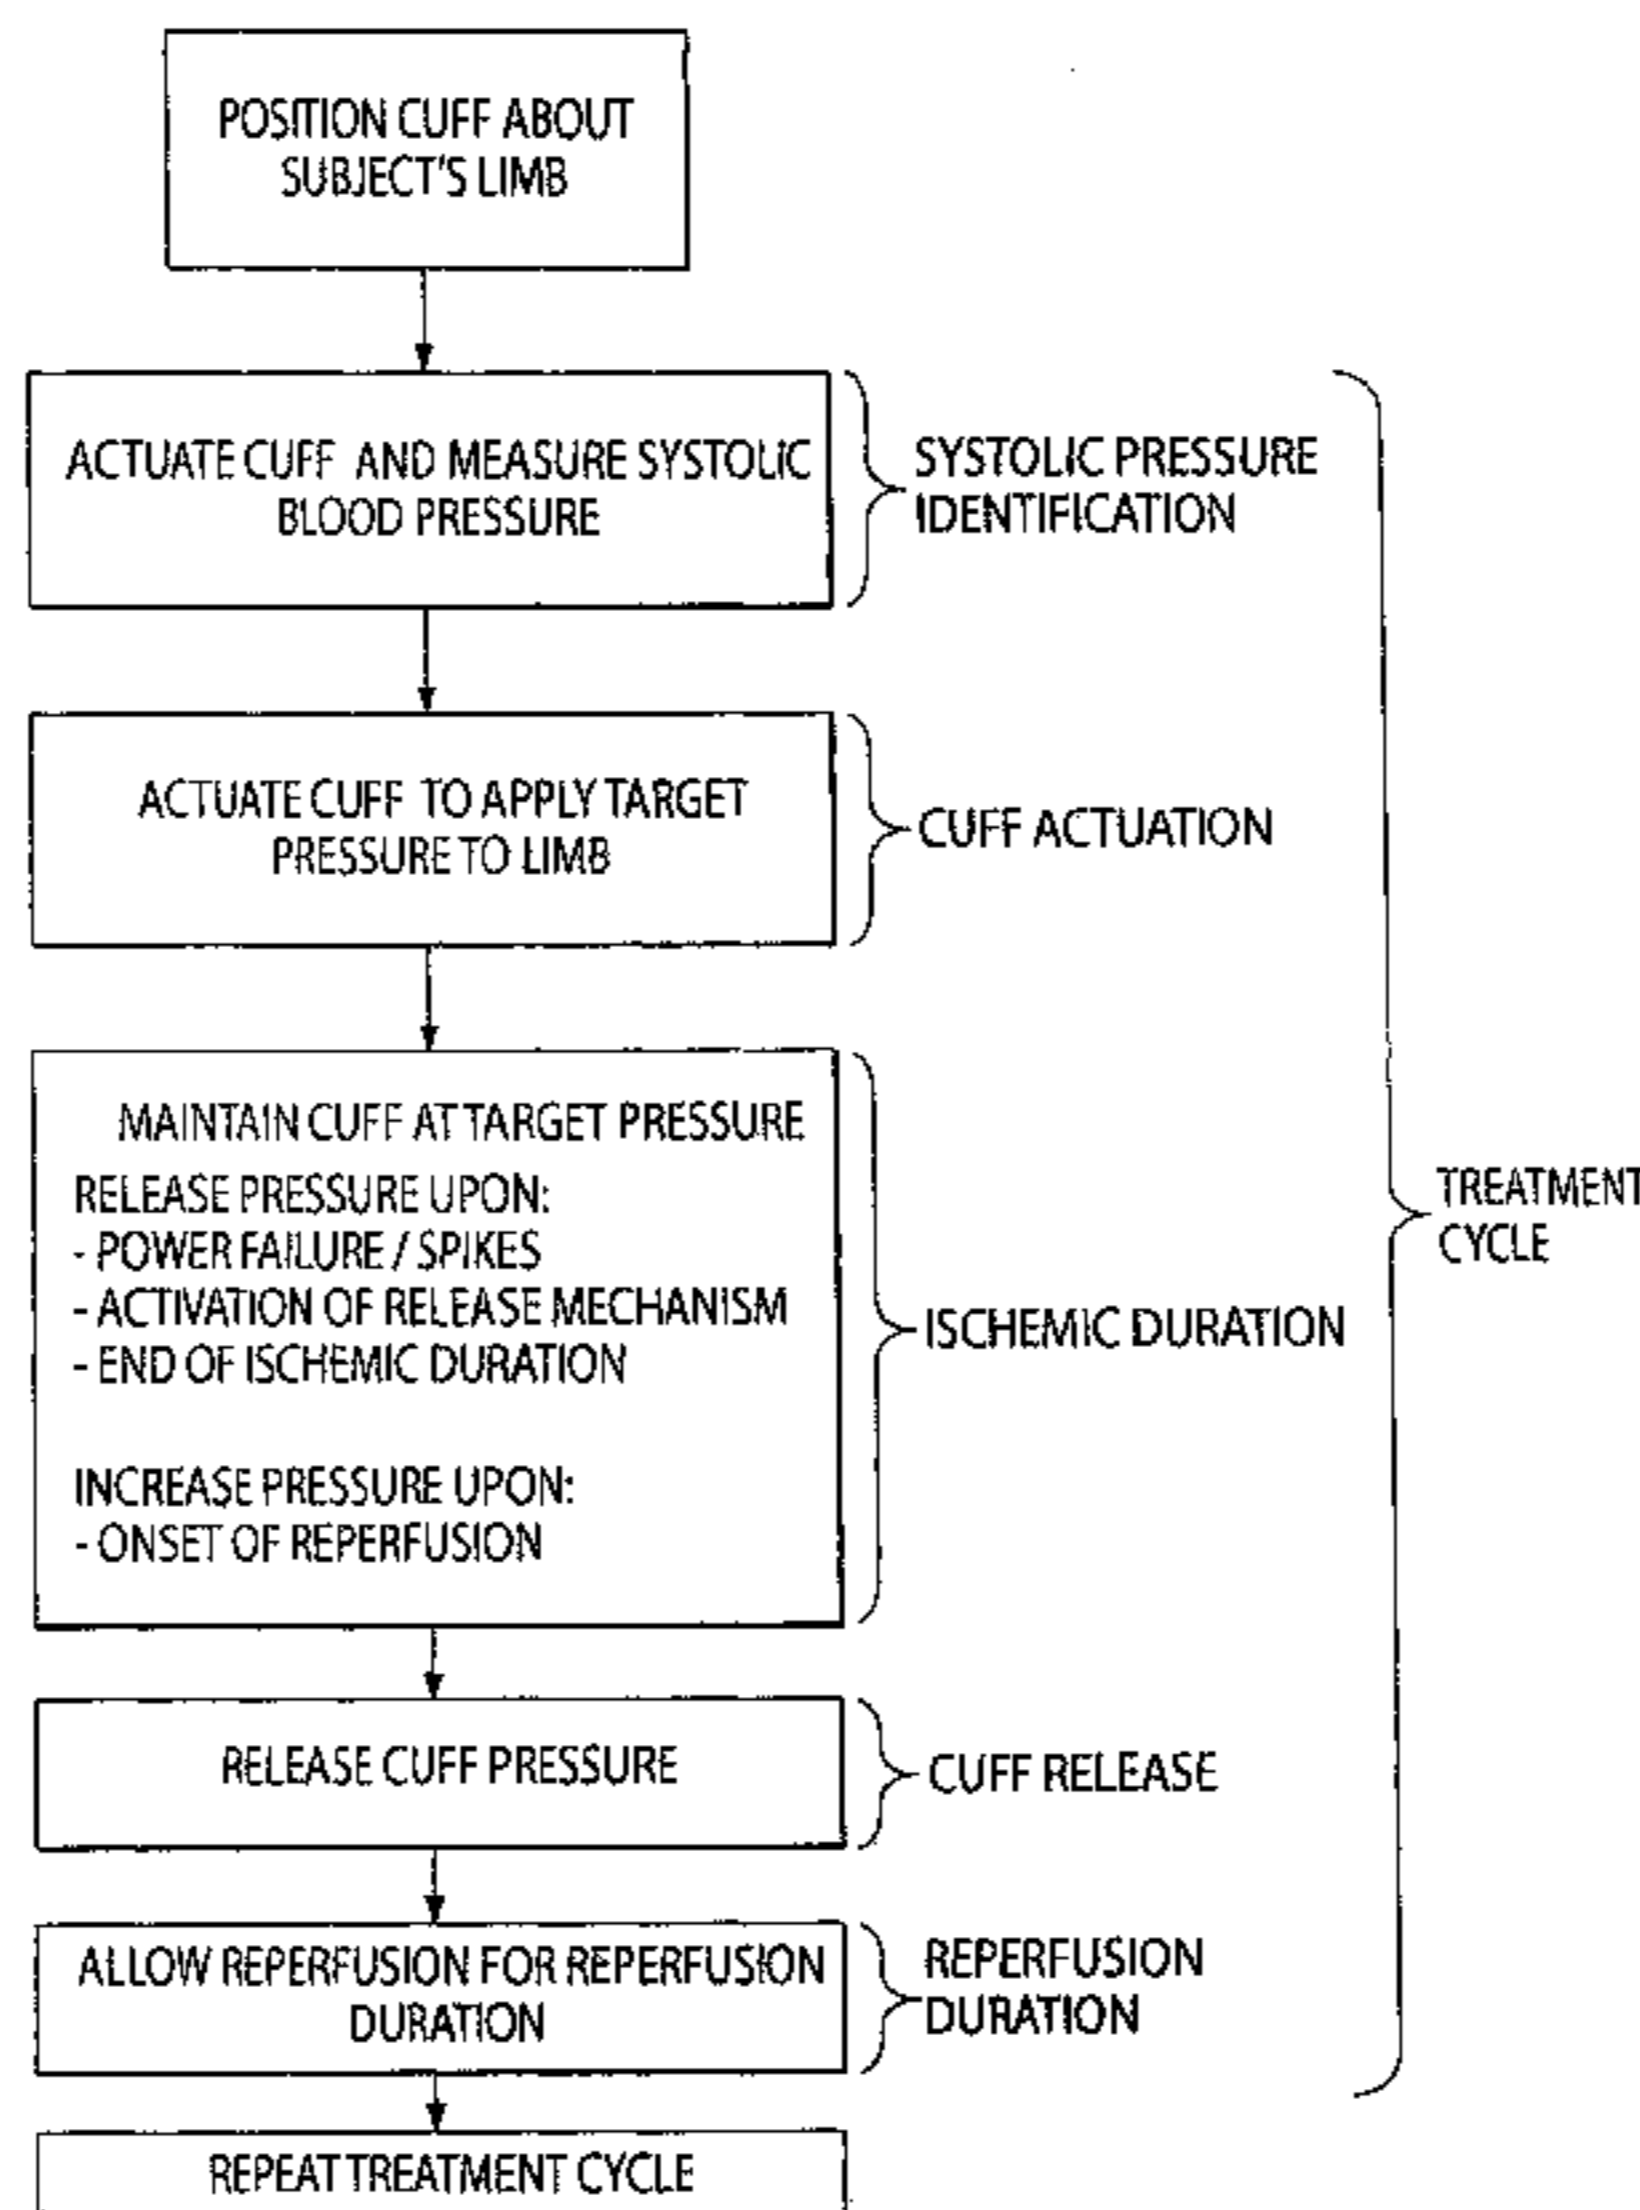 POSITION CUFF ABOUT
SUBJECT'S LIMB
ACTUATE CUFF AND MEASURE SYSTOLIC
BLOOD PRESSURE
SYSTOLIC PRESSURE
IDENTIFICATION
ACTUATE CUFF TO APPLY TARGET
PRESSURE TO LIMB
CUFF ACTUATION
MAINTAIN CUFF AT TARGET PRESSURE
RELEASE PRESSURE UPON:
- POWER FAILURE / SPIKES
- ACTIVATION OF RELEASE MECHANISM
- END OF ISCHEMIC DURATION
INCREASE PRESSURE UPON:
- ONSET OF REPERFUSION
ISCHEMIC DURATION
TREATMENT
CYCLE
RELEASE CUFF PRESSURE
CUFF RELEASE
ALLOW REPERFUSION FOR REPERFUSION
DURATION
REPERFUSION
DURATION
REPEAT TREATMENT CYCLE